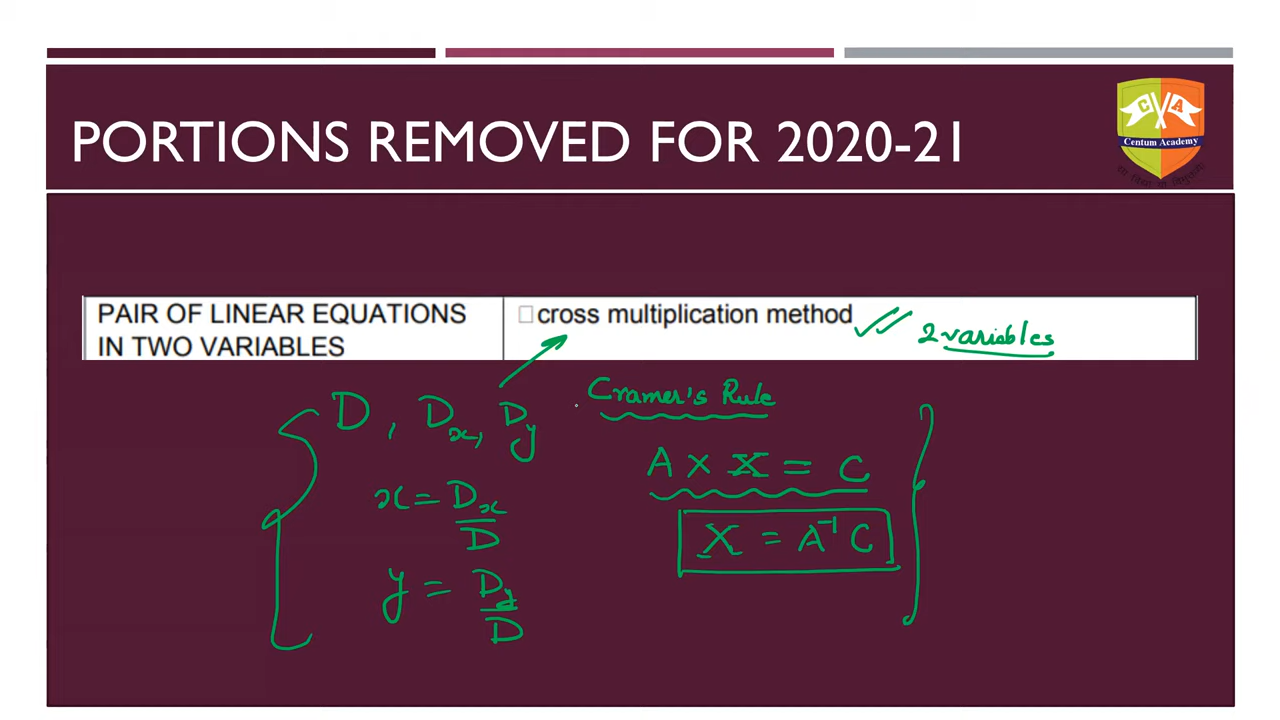 PORTIONS REMOVED FOR 2020-21
C A
Centum Academy
PAIR OF LINEAR EQUATIONS
IN TWO VARIABLES
cross multiplication method
2 variables
D, Dx, Dy
Cramer's Rule
A × X = C
x = Dx/D
X = A⁻¹ C
y = Dy/D